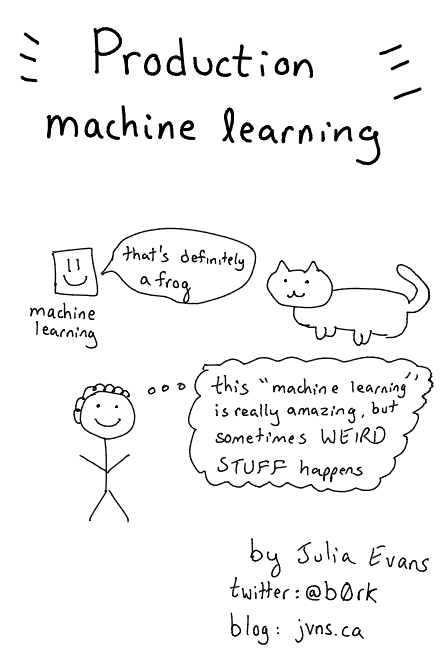 Production
machine learning
that's definitely
a frog
machine
learning
this "machine learning"
is really amazing, but
sometimes WEIRD
STUFF happens
by Julia Evans
twitter: @b0rk
blog: jvns.ca